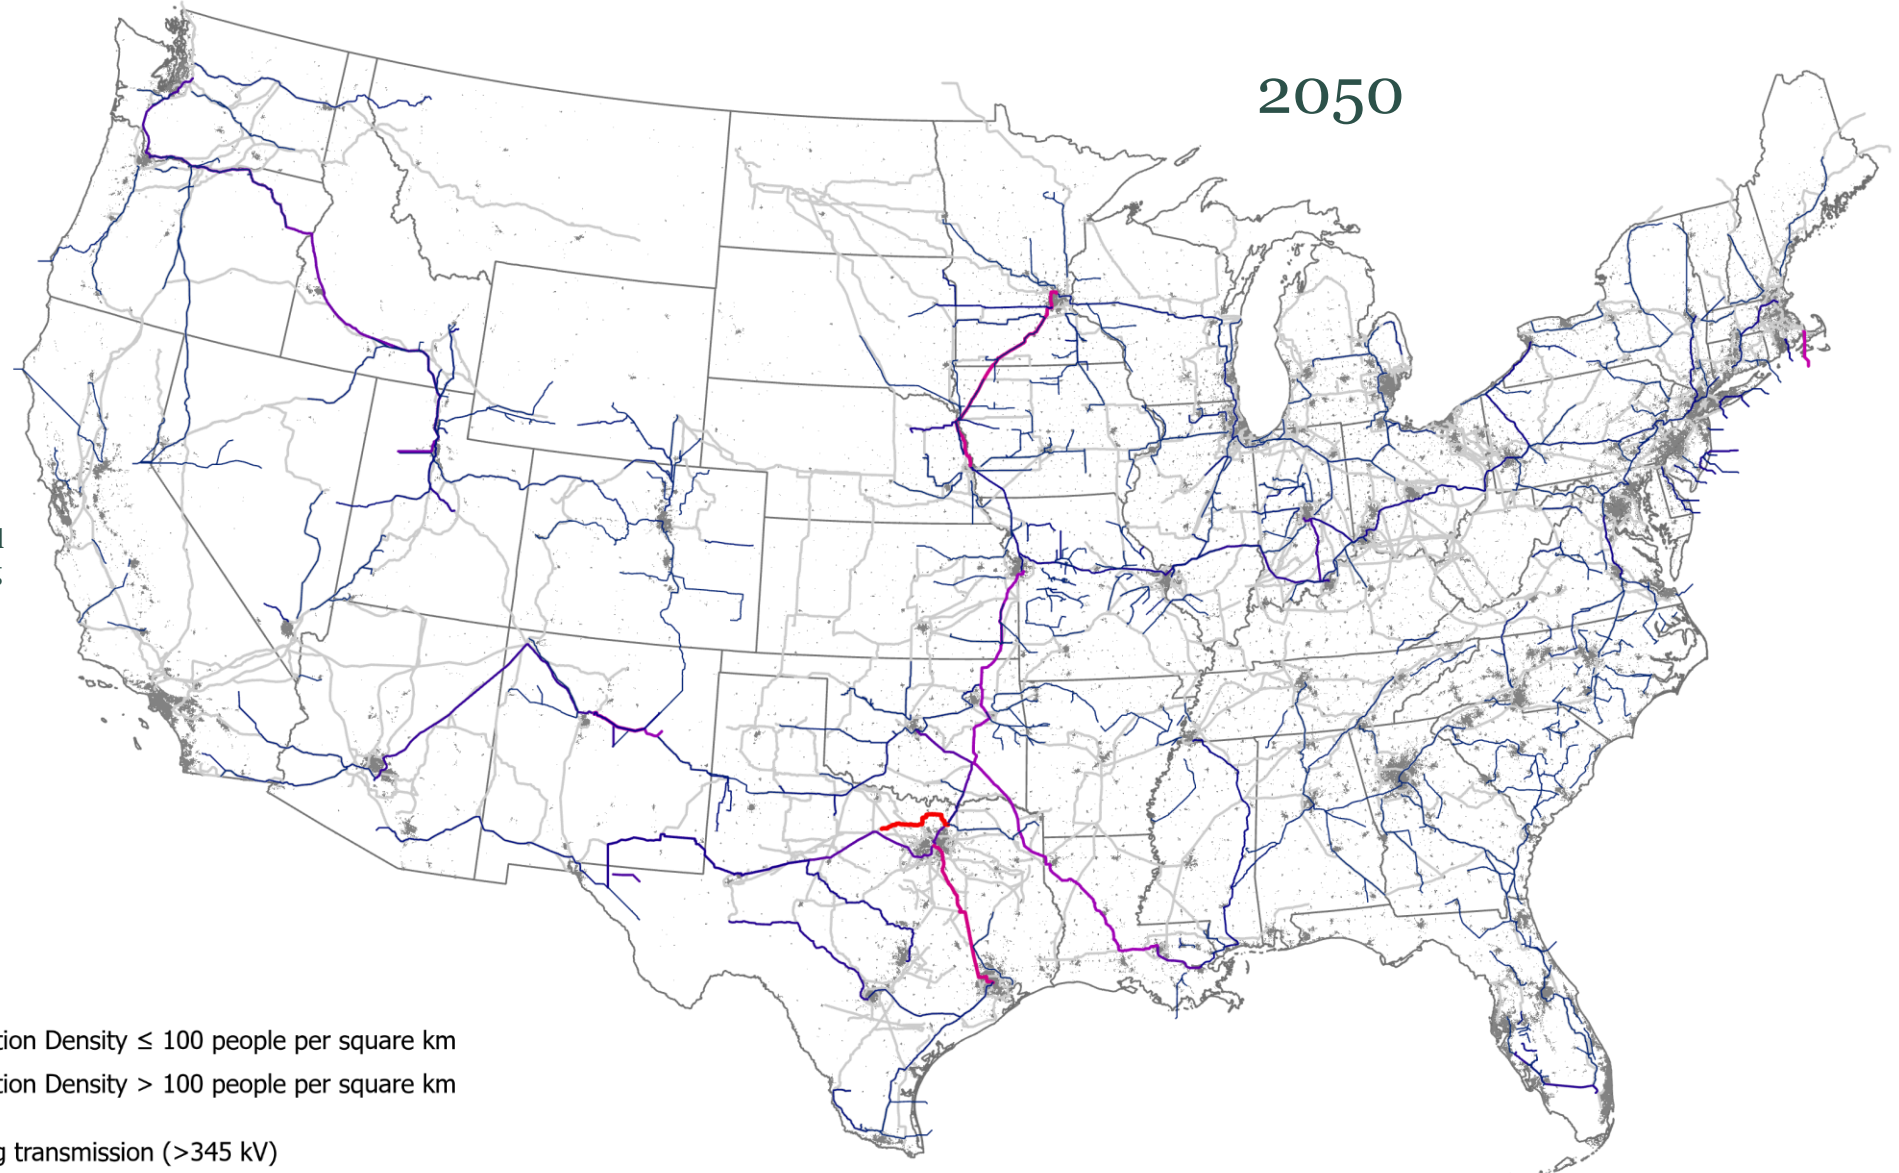 2050
tion Density ≤ 100 people per square km
tion Density > 100 people per square km
g transmission (>345 kV)